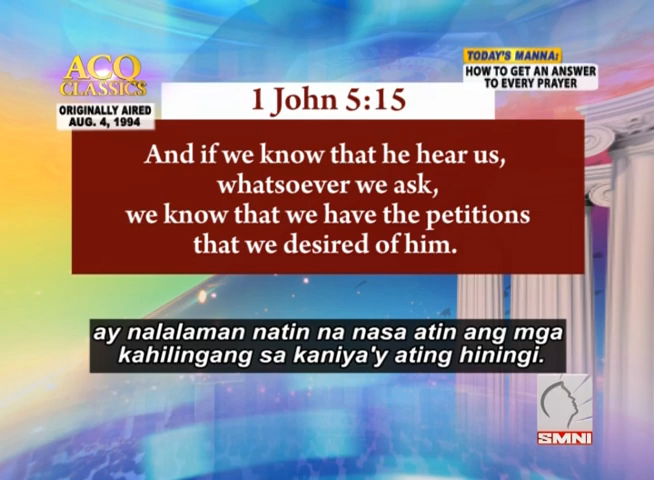 ACQ
CLASSICS
ORIGINALLY AIRED
AUG. 4, 1994
TODAY'S MANNA:
HOW TO GET AN ANSWER
TO EVERY PRAYER
1 John 5:15
And if we know that he hear us,
whatsoever we ask,
we know that we have the petitions
that we desired of him.
ay nalalaman natin na nasa atin ang mga
kahilingang sa kaniya'y ating hiningi.
SMNI